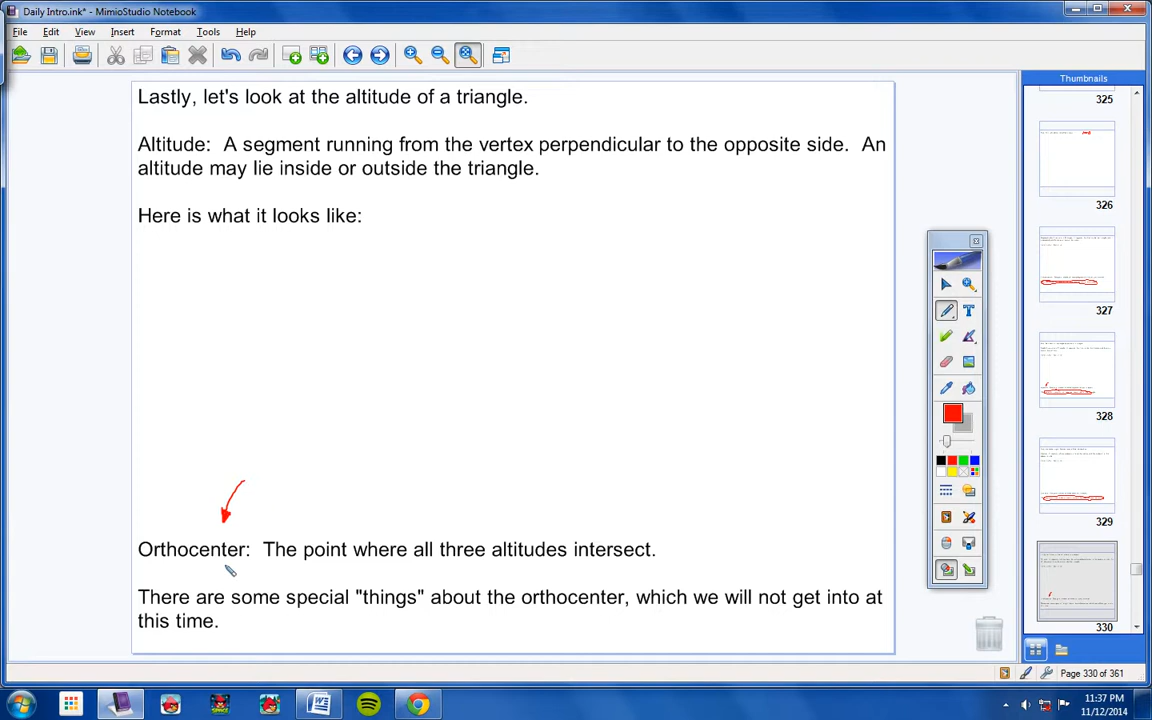 Daily Intro.ink* - MimioStudio Notebook
File Edit View Insert Format Tools Help
Lastly, let's look at the altitude of a triangle.
Altitude: A segment running from the vertex perpendicular to the opposite side. An
altitude may lie inside or outside the triangle.
Here is what it looks like:
Orthocenter: The point where all three altitudes intersect.
There are some special "things" about the orthocenter, which we will not get into at
this time.
Thumbnails
325
326
327
328
329
330
Page 330 of 361
11:37 PM
11/12/2014